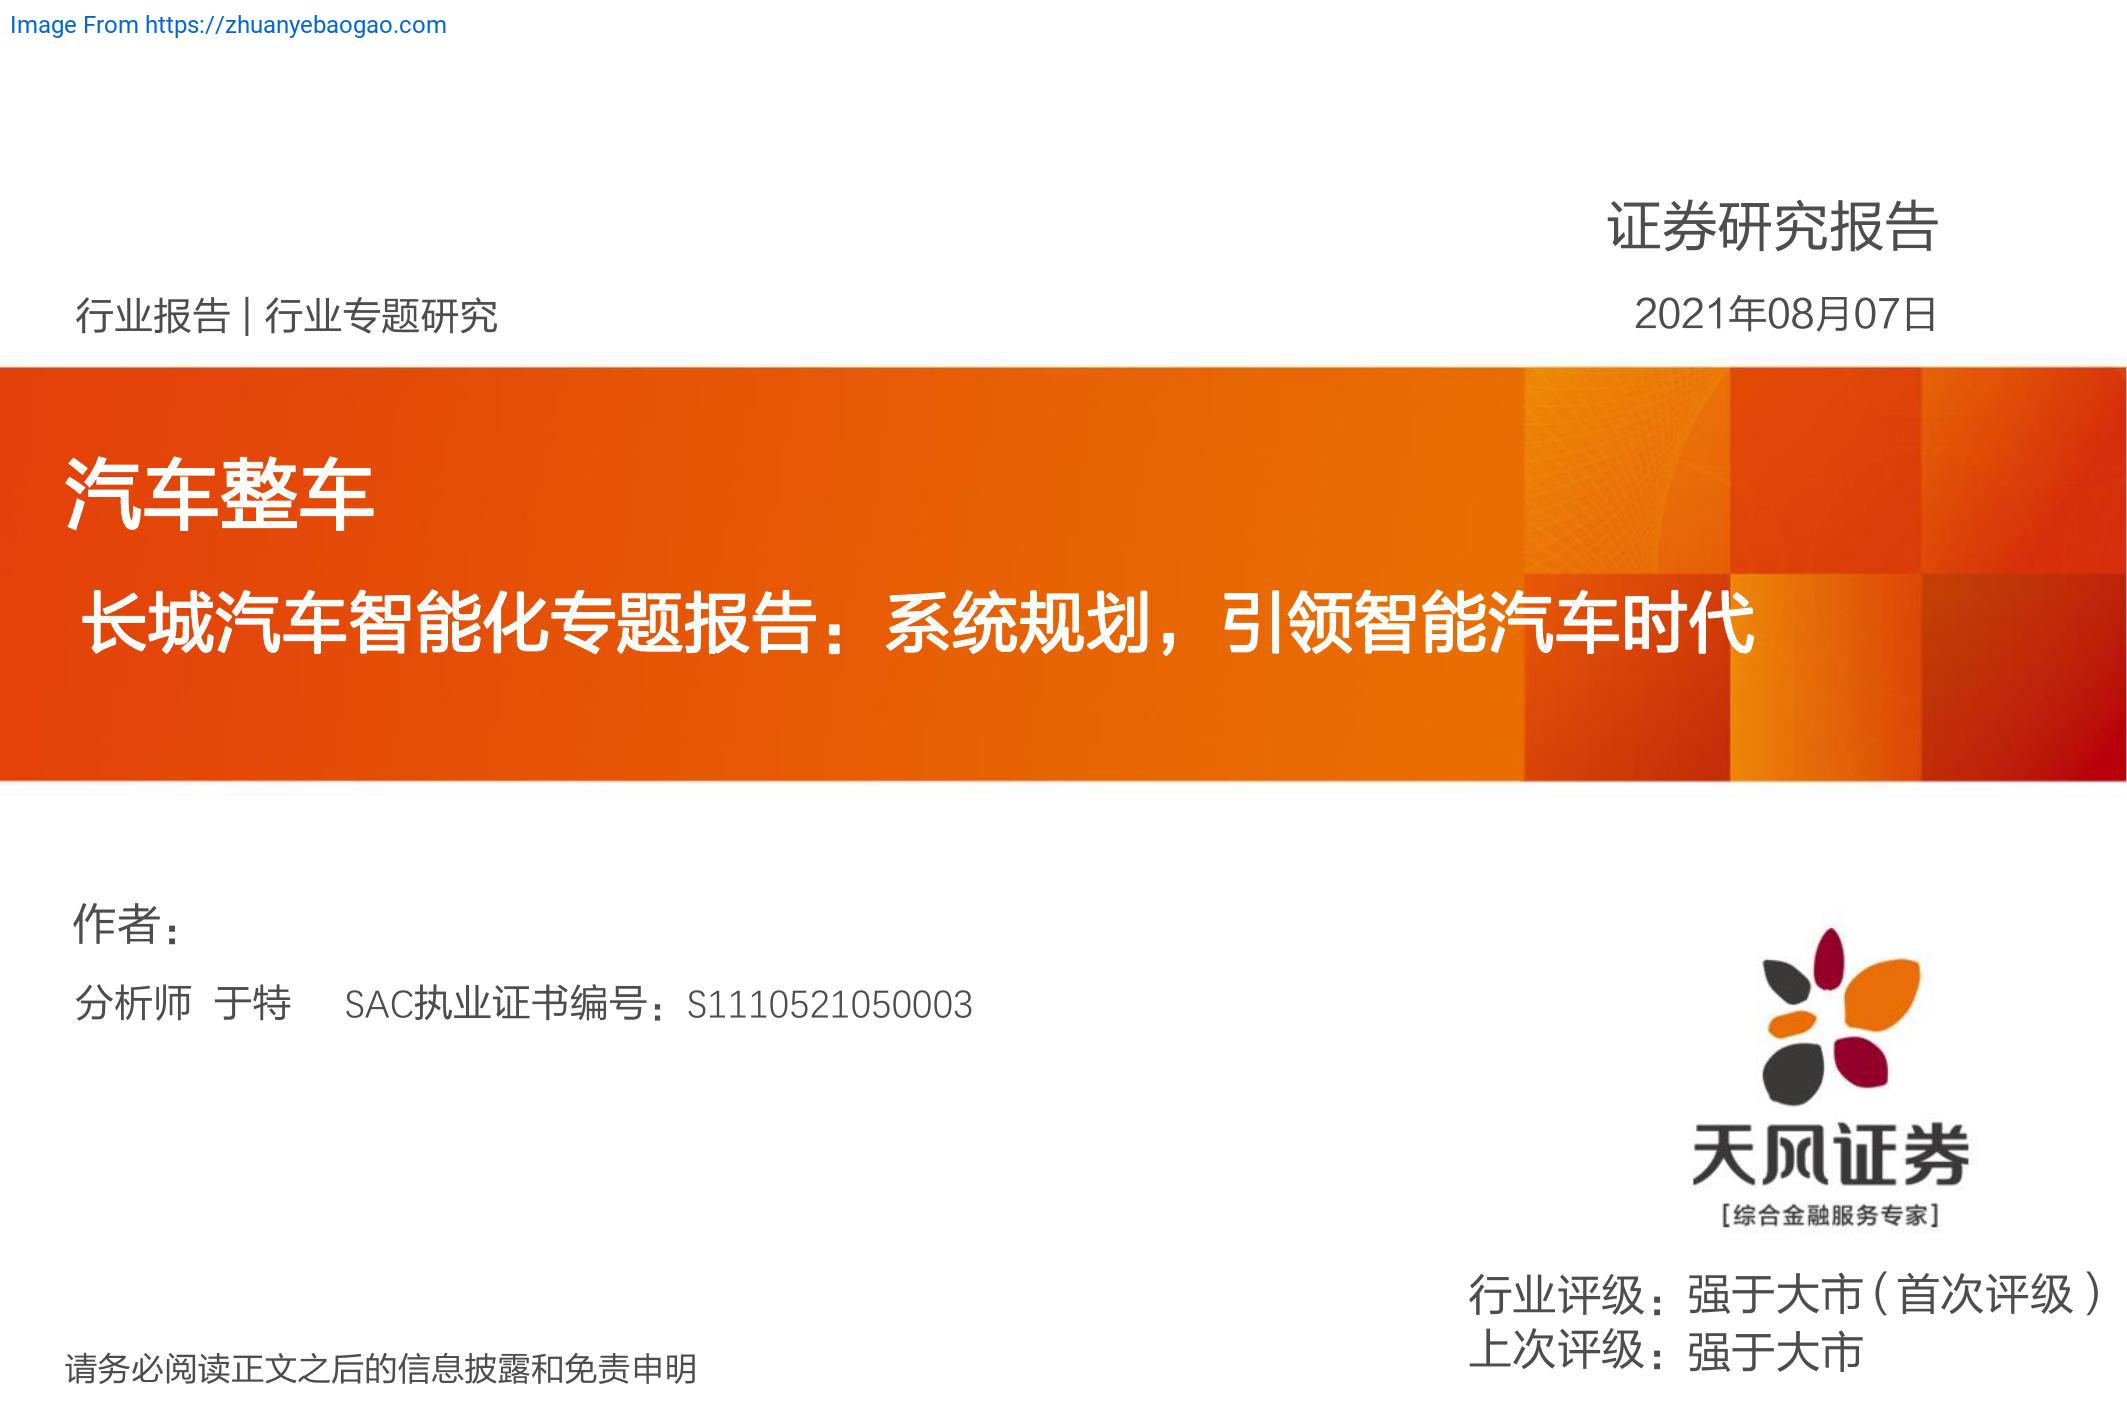 Image From https://zhuanyebaogao.com
证券研究报告
行业报告 | 行业专题研究
2021年08月07日
汽车整车
长城汽车智能化专题报告：系统规划，引领智能汽车时代
作者：
分析师 于特 SAC执业证书编号：S1110521050003
天风证券
[综合金融服务专家]
行业评级：强于大市（首次评级）
上次评级：强于大市
请务必阅读正文之后的信息披露和免责申明